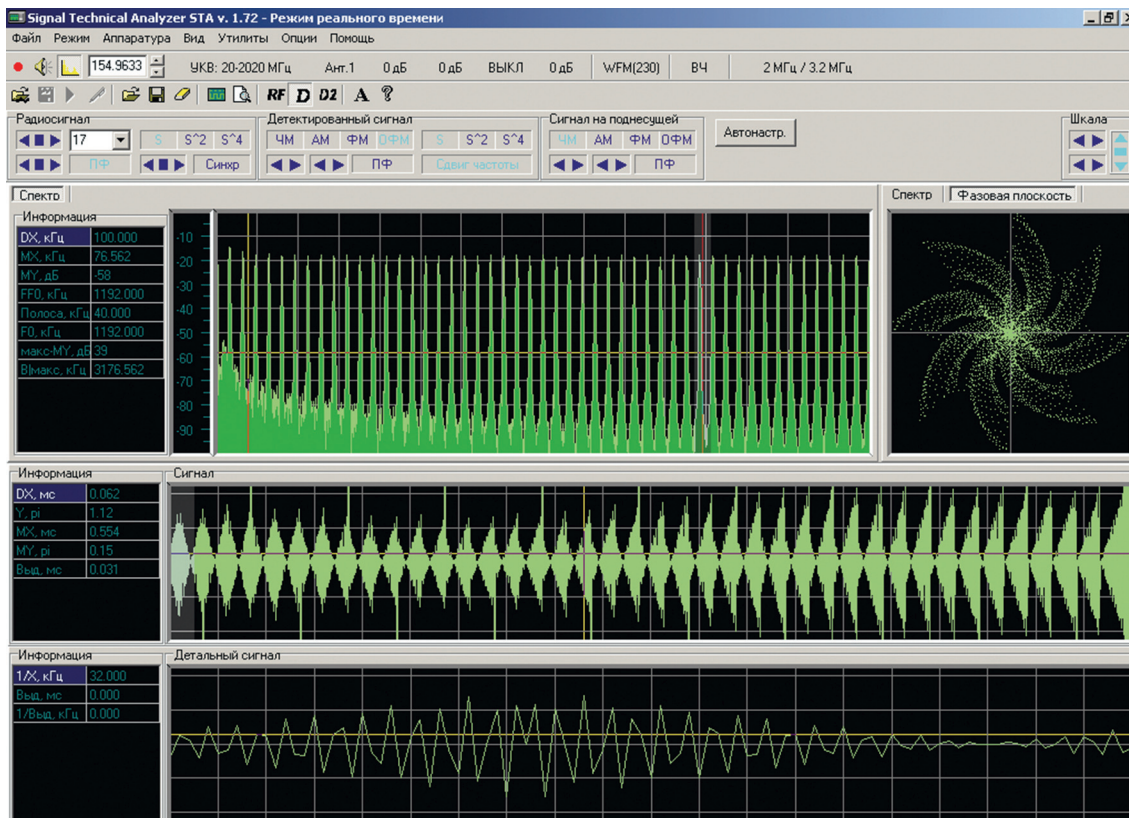 Signal Technical Analyzer STA v. 1.72 - Режим реального времени
Файл Режим Аппаратура Вид Утилиты Опции Помощь
154.9633 УКВ: 20-2020 МГц Ант.1 0 дБ 0 дБ ВЫКЛ 0 дБ WFM(230) ВЧ 2 МГц / 3.2 МГц
RF D D2 A ?
Радиосигнал Детектированный сигнал Сигнал на поднесущей Шкала
17 S S^2 S^4 ЧМ АМ ФМ ОФМ S S^2 S^4 ЧМ АМ ФМ ОФМ Автонастр.
ПФ Синхр ПФ Сдвиг частоты ПФ
Спектр Спектр Фазовая плоскость
Информация
DX, кГц 100.000
MX, кГц 76.562
MY, дБ -58
FF0, кГц 1192.000
Полоса, кГц 40.000
F0, кГц 1192.000
макс-MY, дБ 39
В|макс, кГц 3176.562
-10
-20
-30
-40
-50
-60
-70
-80
-90
Информация Сигнал
DX, мс 0.062
Y, pi 1.12
MX, мс 0.554
MY, pi 0.15
Выд, мс 0.031
Информация Детальный сигнал
1/X, кГц 32.000
Выд, мс 0.000
1/Выд, кГц 0.000